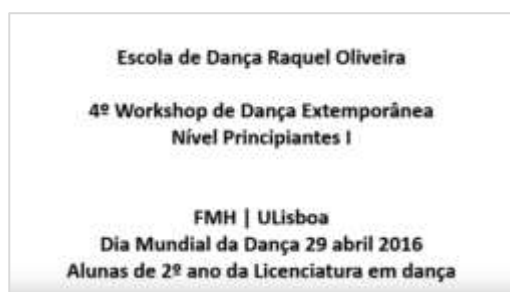 Escola de Dança Raquel Oliveira
4º Workshop de Dança Extemporânea
Nível Principiantes I
FMH | ULisboa
Dia Mundial da Dança 29 abril 2016
Alunas de 2º ano da Licenciatura em dança